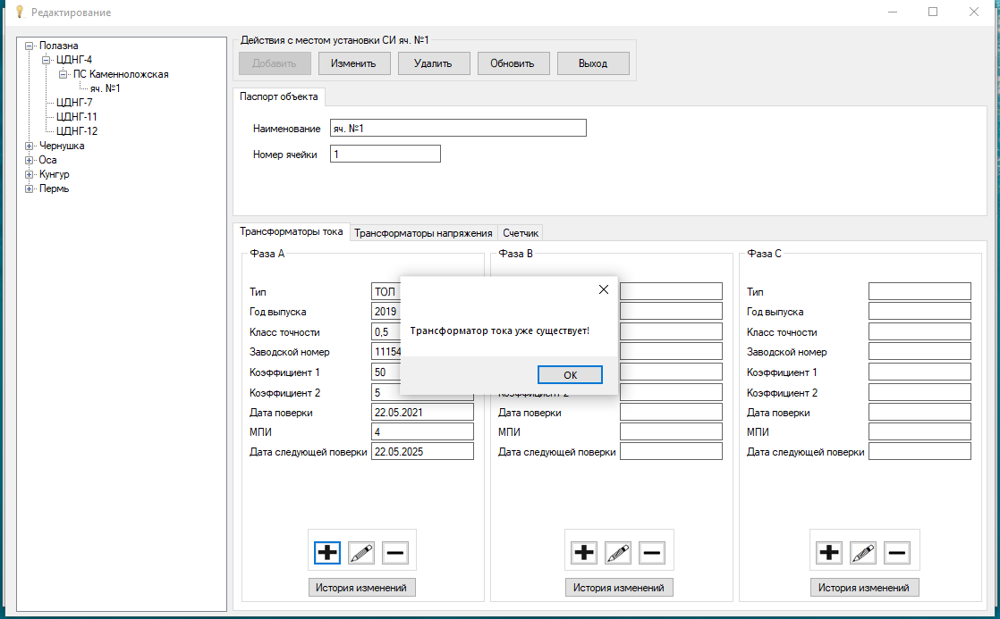 Редактирование
Полазна
ЦДНГ-4
ПС Каменноложская
яч. №1
ЦДНГ-7
ЦДНГ-11
ЦДНГ-12
Чернушка
Оса
Кунгур
Пермь
Действия с местом установки СИ яч. №1
Добавить Изменить Удалить Обновить Выход
Паспорт объекта
Наименование яч. №1
Номер ячейки 1
Трансформаторы тока Трансформаторы напряжения Счетчик
Фаза A
Тип ТОЛ
Год выпуска 2019
Класс точности 0,5
Заводской номер 11154
Коэффициент 1 50
Коэффициент 2 5
Дата поверки 22.05.2021
МПИ 4
Дата следующей поверки 22.05.2025
История изменений
Фаза B
Коэффициент 2
Дата поверки
МПИ
Дата следующей поверки
История изменений
Фаза C
Тип
Год выпуска
Класс точности
Заводской номер
Коэффициент 1
Коэффициент 2
Дата поверки
МПИ
Дата следующей поверки
История изменений
Трансформатор тока уже существует!
ОК